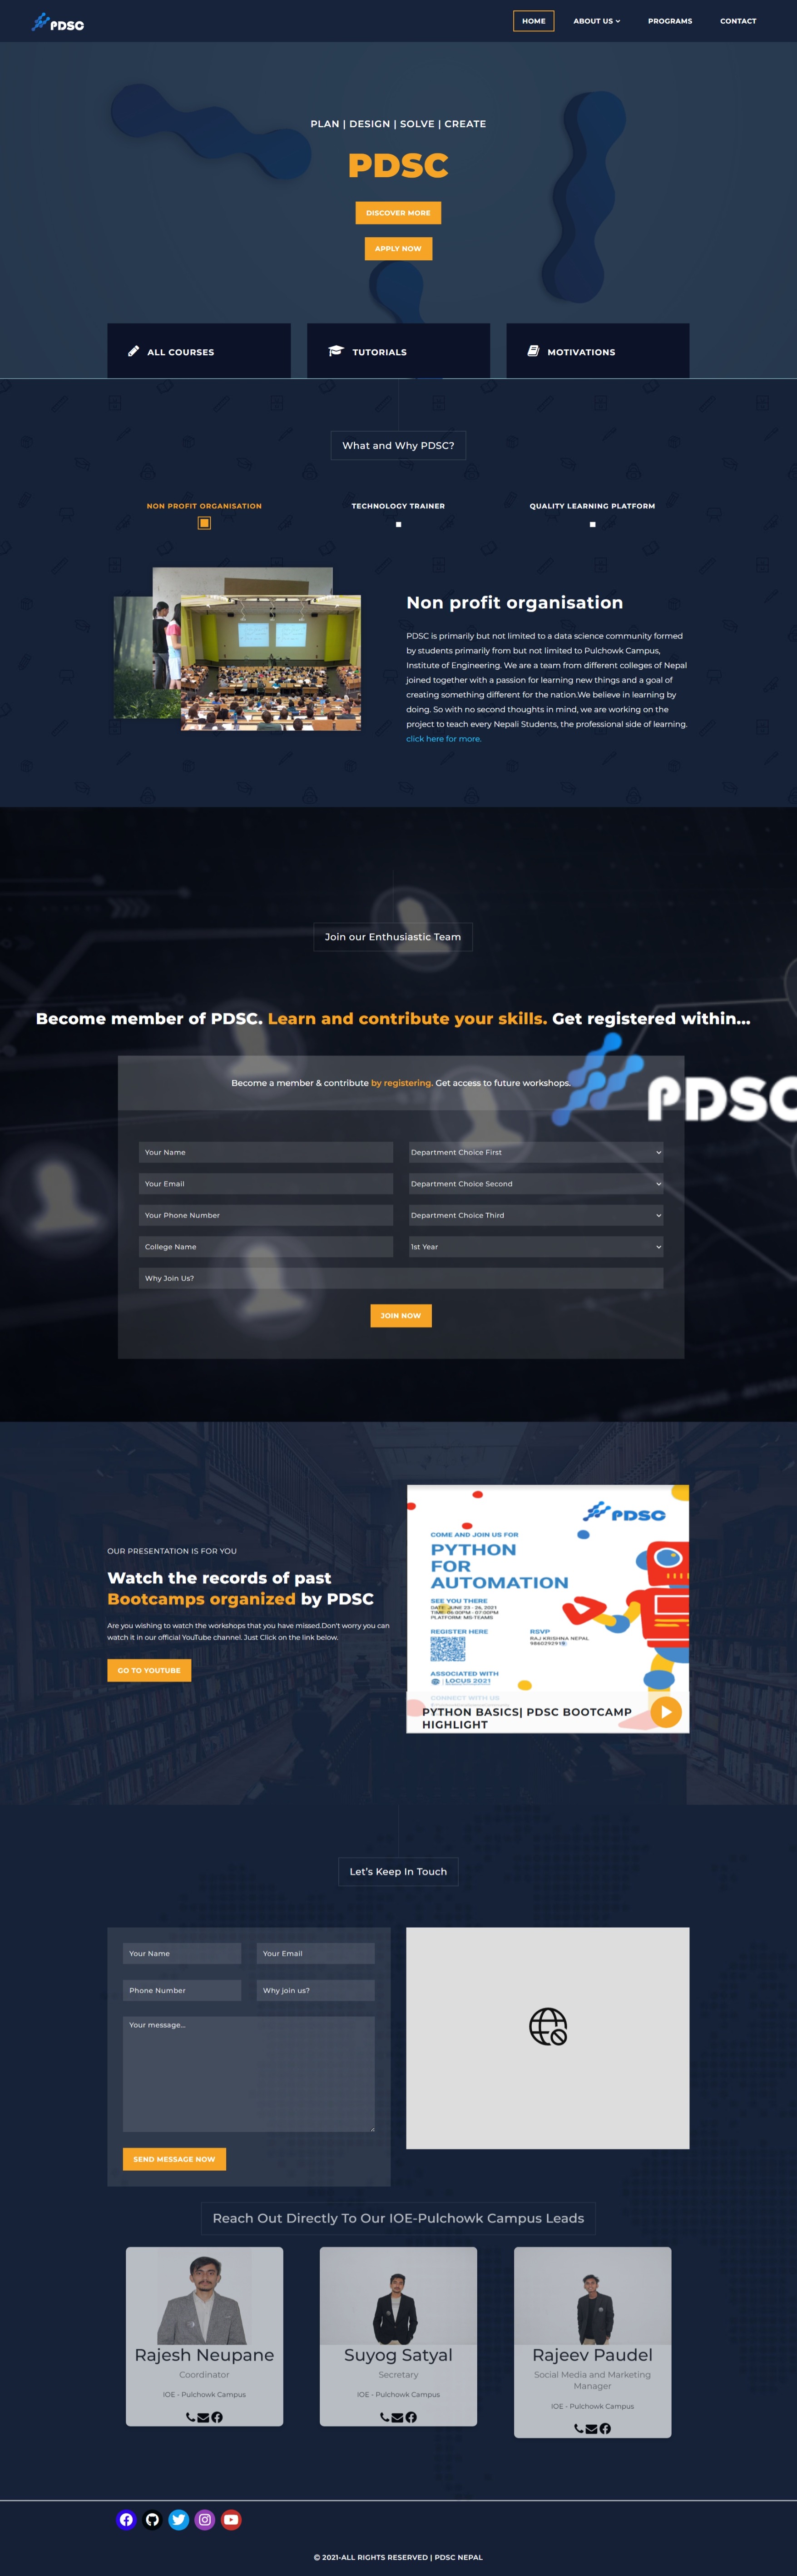 PDSC
HOME
ABOUT US
PROGRAMS
CONTACT
PLAN | DESIGN | SOLVE | CREATE
PDSC
DISCOVER MORE
APPLY NOW
ALL COURSES
TUTORIALS
MOTIVATIONS
What and Why PDSC?
NON PROFIT ORGANISATION
TECHNOLOGY TRAINER
QUALITY LEARNING PLATFORM
Non profit organisation
PDSC is primarily but not limited to a data science community formed
by students primarily from but not limited to Pulchowk Campus,
Institute of Engineering. We are a team from different colleges of Nepal
joined together with a passion for learning new things and a goal of
creating something different for the nation.We believe in learning by
doing. So with no second thoughts in mind, we are working on the
project to teach every Nepali Students, the professional side of learning.
click here for more.
Join our Enthusiastic Team
Become member of PDSC. Learn and contribute your skills. Get registered within...
Become a member & contribute by registering. Get access to future workshops.
PDSC
Your Name
Department Choice First
Your Email
Department Choice Second
Your Phone Number
Department Choice Third
College Name
1st Year
Why Join Us?
JOIN NOW
OUR PRESENTATION IS FOR YOU
Watch the records of past
Bootcamps organized by PDSC
Are you wishing to watch the workshops that you have missed.Don't worry you can
watch it in our official YouTube channel. Just Click on the link below.
GO TO YOUTUBE
PDSC
COME AND JOIN US FOR
PYTHON
FOR
AUTOMATION
SEE YOU THERE
DATE: JUNE 23 - 26, 2021
TIME: 06:00PM - 07:00PM
PLATFORM: MS TEAMS
REGISTER HERE
RSVP
RAJ KRISHNA NEPAL
ASSOCIATED WITH
LOCUS 2021
CONNECT WITH US
PYTHON BASICS| PDSC BOOTCAMP
HIGHLIGHT
Let's Keep In Touch
Your Name
Your Email
Phone Number
Why join us?
Your message...
SEND MESSAGE NOW
Reach Out Directly To Our IOE-Pulchowk Campus Leads
Rajesh Neupane
Coordinator
IOE - Pulchowk Campus
Suyog Satyal
Secretary
IOE - Pulchowk Campus
Rajeev Paudel
Social Media and Marketing
Manager
IOE - Pulchowk Campus
© 2021-ALL RIGHTS RESERVED | PDSC NEPAL